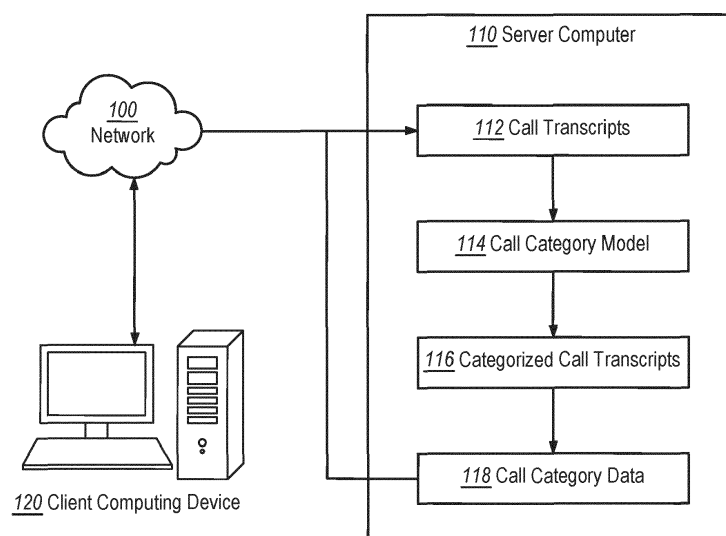 110 Server Computer
100
Network
112 Call Transcripts
114 Call Category Model
116 Categorized Call Transcripts
118 Call Category Data
120 Client Computing Device